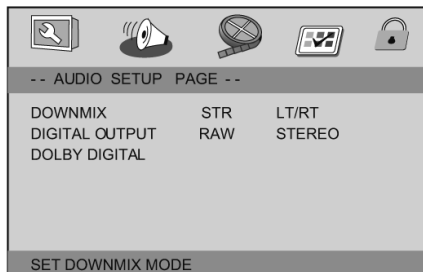 -- AUDIO SETUP PAGE --
DOWNMIX STR LT/RT
DIGITAL OUTPUT RAW STEREO
DOLBY DIGITAL
SET DOWNMIX MODE